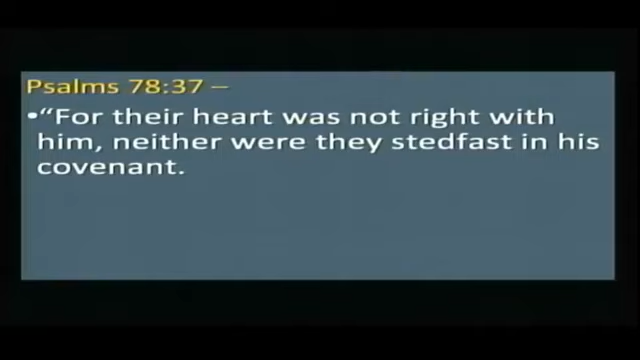 Psalms 78:37 –
•“For their heart was not right with
him, neither were they stedfast in his
covenant.